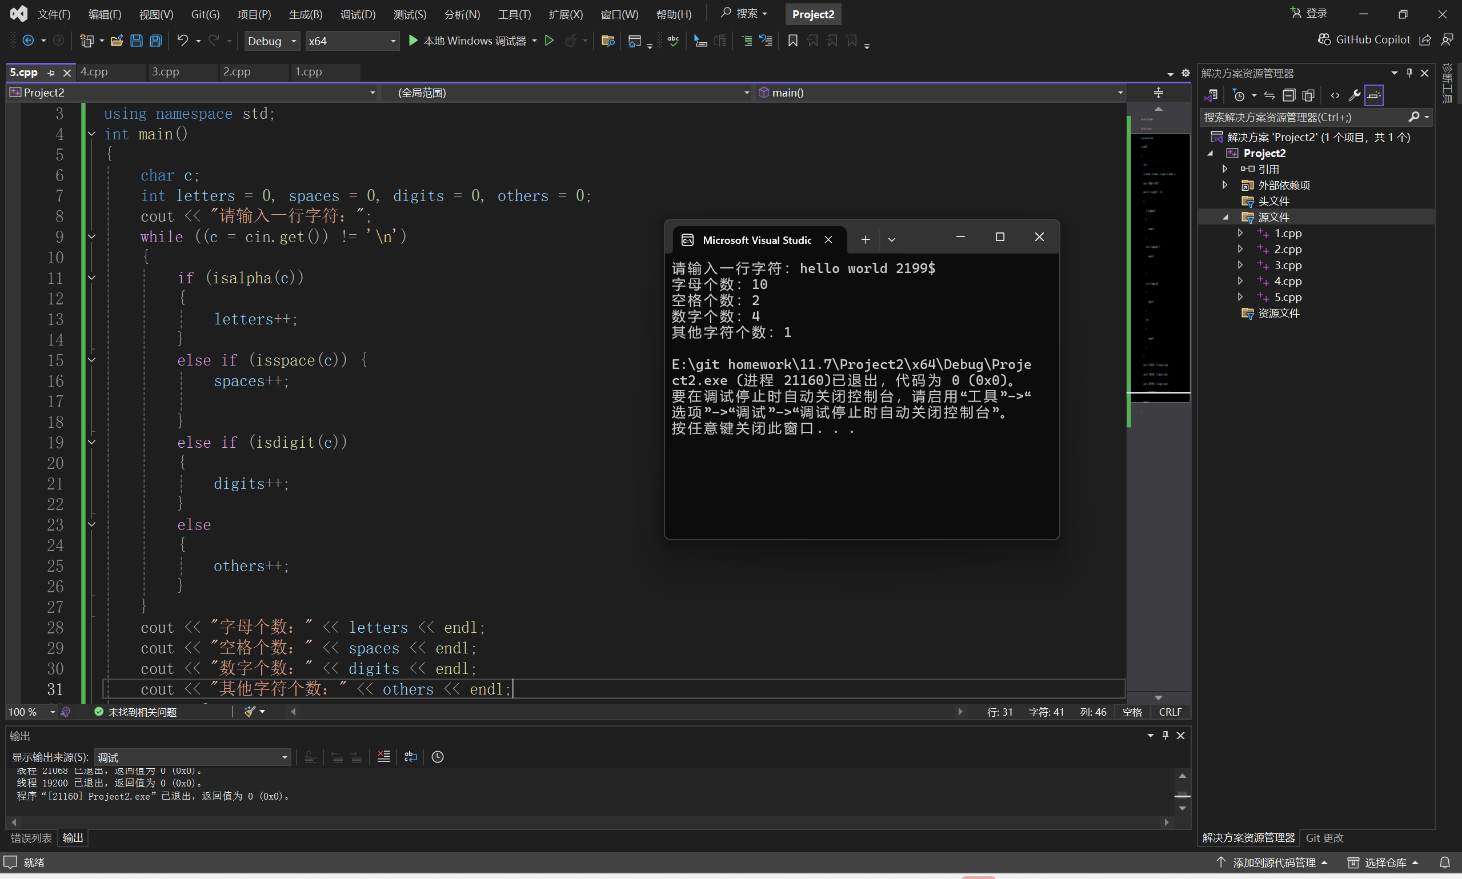 文件(F) 编辑(E) 视图(V) Git(G) 项目(P) 生成(B) 调试(D) 测试(S) 分析(N) 工具(T) 扩展(X) 窗口(W) 帮助(H) 搜索 Project2 登录
Debug x64 本地 Windows 调试器 GitHub Copilot
5.cpp 4.cpp 3.cpp 2.cpp 1.cpp
Project2 (全局范围) main()
3 using namespace std;
4 int main()
5 {
6 char c;
7 int letters = 0, spaces = 0, digits = 0, others = 0;
8 cout << "请输入一行字符: ";
9 while ((c = cin.get()) != '\n')
10 {
11 if (isalpha(c))
12 {
13 letters++;
14 }
15 else if (isspace(c)) {
16 spaces++;
17
18 }
19 else if (isdigit(c))
20 {
21 digits++;
22 }
23 else
24 {
25 others++;
26 }
27 }
28 cout << "字母个数: " << letters << endl;
29 cout << "空格个数: " << spaces << endl;
30 cout << "数字个数: " << digits << endl;
31 cout << "其他字符个数: " << others << endl;
100 % 未找到相关问题 行: 31 字符: 41 列: 46 空格 CRLF
Microsoft Visual Studio
请输入一行字符: hello world 2199$
字母个数: 10
空格个数: 2
数字个数: 4
其他字符个数: 1
E:\git homework\11.7\Project2\x64\Debug\Proje
ct2.exe (进程 21160)已退出，代码为 0 (0x0)。
要在调试停止时自动关闭控制台，请启用“工具”->“
选项”->“调试”->“调试停止时自动关闭控制台”。
按任意键关闭此窗口. . .
解决方案资源管理器
搜索解决方案资源管理器(Ctrl+;)
解决方案 'Project2' (1 个项目，共 1 个)
Project2
引用
外部依赖项
头文件
源文件
1.cpp
2.cpp
3.cpp
4.cpp
5.cpp
资源文件
解决方案资源管理器 Git 更改
诊断工具
输出
显示输出来源(S): 调试
线程 21068 已退出，返回值为 0 (0x0)。
线程 19200 已退出，返回值为 0 (0x0)。
程序“[21160] Project2.exe”已退出，返回值为 0 (0x0)。
错误列表 输出
就绪 添加到源代码管理 选择仓库